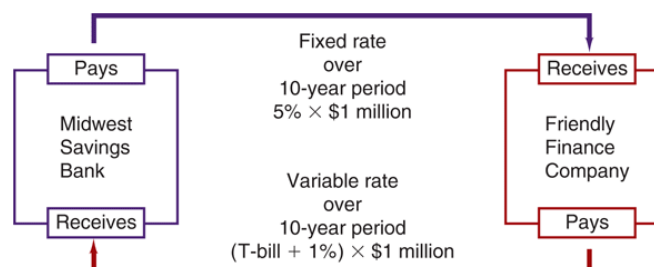 Pays
Midwest
Savings
Bank
Receives
Fixed rate
over
10-year period
5% × $1 million
Variable rate
over
10-year period
(T-bill + 1%) × $1 million
Receives
Friendly
Finance
Company
Pays